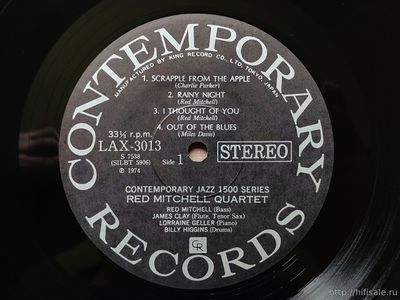 CONTEMPORARY
MANUFACTURED BY KING RECORD CO., LTD. TOKYO, JAPAN
1. SCRAPPLE FROM THE APPLE
(Charlie Parker)
2. RAINY NIGHT
(Red Mitchell)
3. I THOUGHT OF YOU
(Red Mitchell)
4. OUT OF THE BLUES
(Miles Davis)
33⅓ r.p.m.
LAX-3013
S 7538
(SILBT 5906)
Ⓟ 1974
Side 1
STEREO
CONTEMPORARY JAZZ 1500 SERIES
RED MITCHELL QUARTET
RED MITCHELL (Bass)
JAMES CLAY (Flute, Tenor Sax)
LORRAINE GELLER (Piano)
BILLY HIGGINS (Drums)
CR
RECORDS
https://hifisale.ru